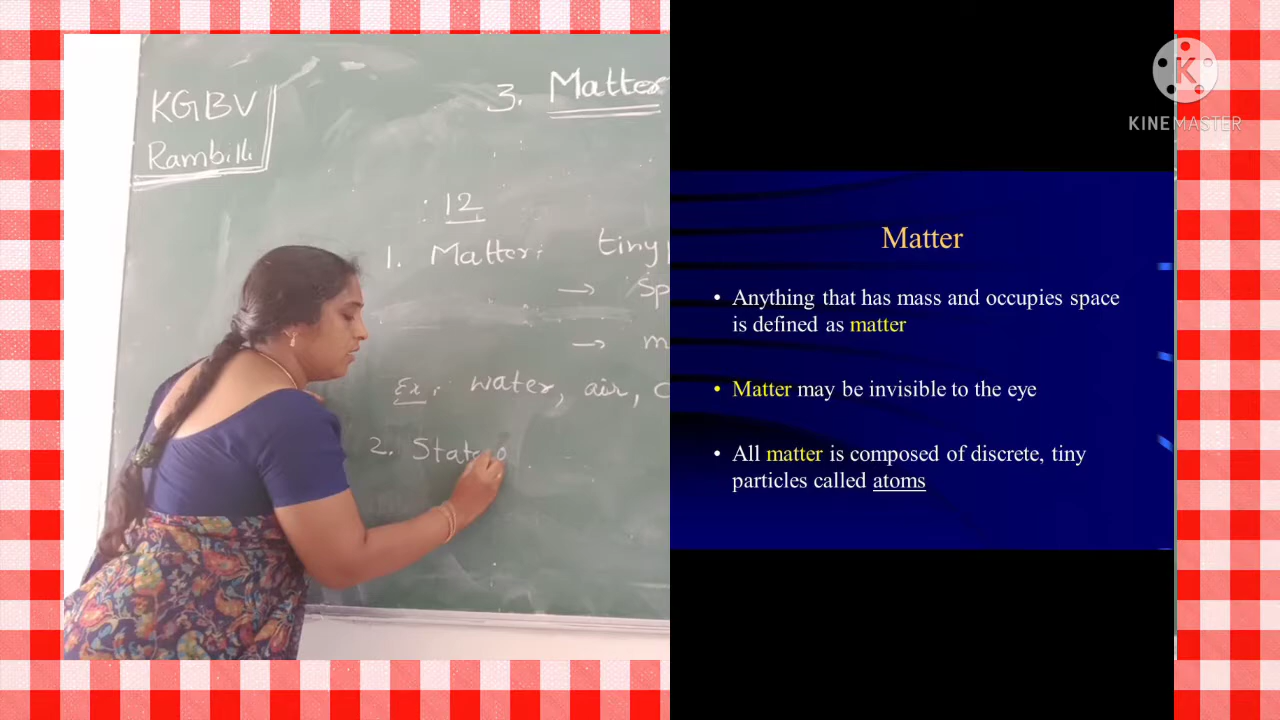 KGBV
Rambilli
3. Matter
: 12
1. Matter: tiny
→ Sp
→ m
Ex: water, air, C
2. State o
KINEMASTER
Matter
• Anything that has mass and occupies space
is defined as matter
• Matter may be invisible to the eye
• All matter is composed of discrete, tiny
particles called atoms